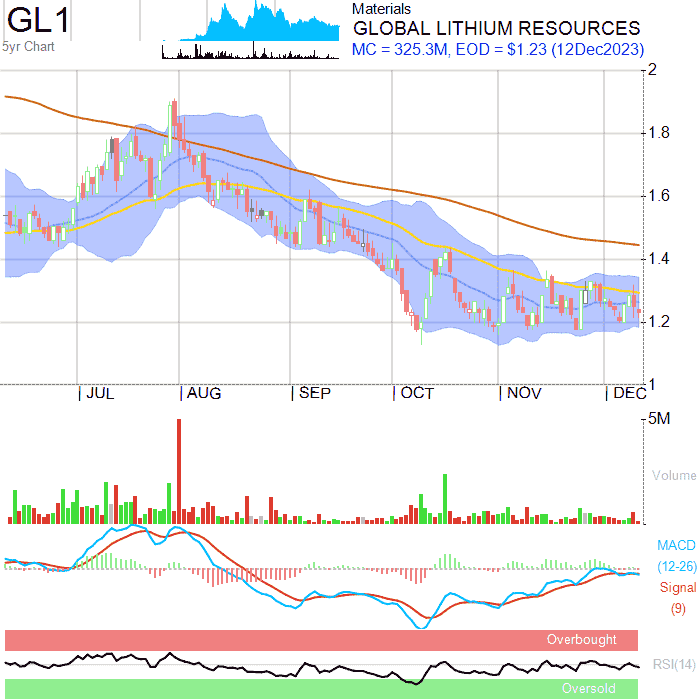 GL1
5yr Chart
Materials
GLOBAL LITHIUM RESOURCES
MC = 325.3M, EOD = $1.23 (12Dec2023)
2
1.8
1.6
1.4
1.2
1
JUL AUG SEP OCT NOV DEC
5M
Volume
MACD
(12-26)
Signal
(9)
Overbought
RSI(14)
Oversold